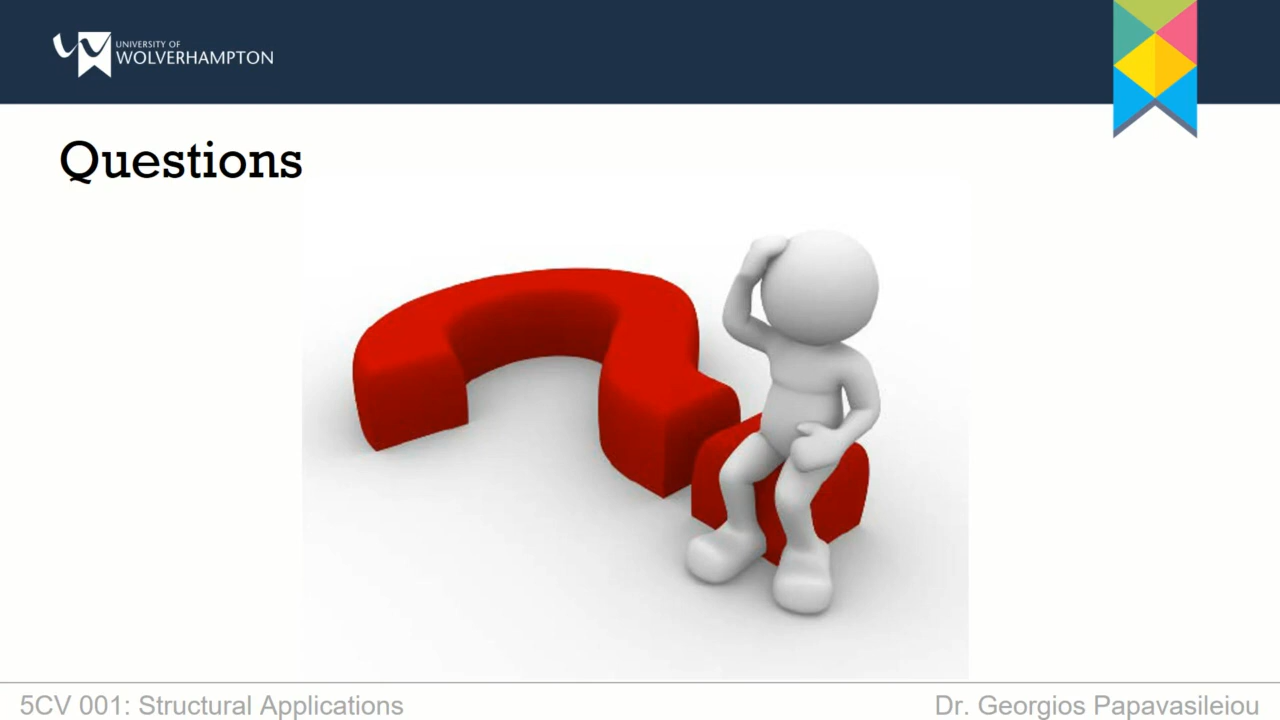 UNIVERSITY OF
WOLVERHAMPTON
Questions
5CV 001: Structural Applications
Dr. Georgios Papavasileiou